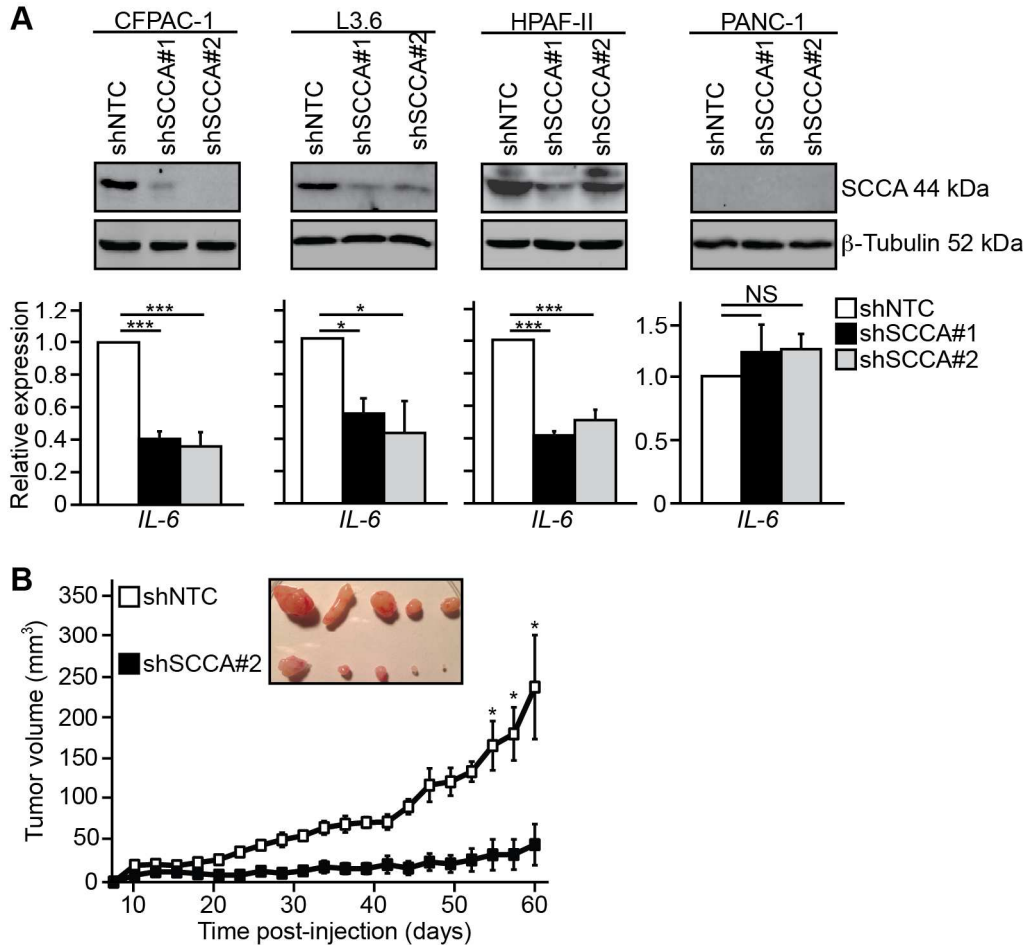 A
CFPAC-1 L3.6 HPAF-II PANC-1
shNTC shSCCA#1 shSCCA#2 shNTC shSCCA#1 shSCCA#2 shNTC shSCCA#1 shSCCA#2 shNTC shSCCA#1 shSCCA#2
SCCA 44 kDa
β-Tubulin 52 kDa
Relative expression
1.2
1.0
0.8
0.6
0.4
0.2
0
***
***
IL-6
*
*
IL-6
***
***
IL-6
NS
1.5
1.0
0.5
0
IL-6
shNTC
shSCCA#1
shSCCA#2
B
Tumor volume (mm³)
350
300
250
200
150
100
50
0
shNTC
shSCCA#2
* * *
10 20 30 40 50 60
Time post-injection (days)